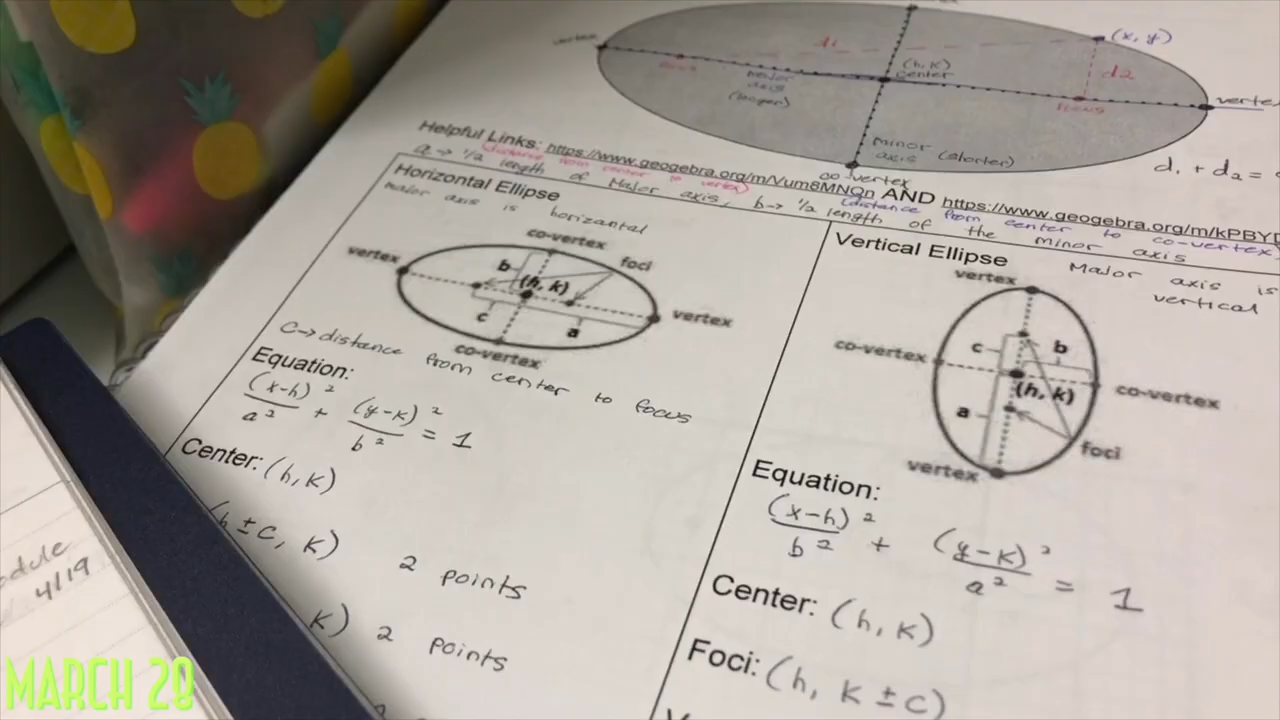 vertex
(x, y)
d1
(h, k)
center
d2
major
axis
(longer)
focus
vertex
minor
axis (shorter)
co-vertex
d1 + d2 =
Helpful Links: https://www.geogebra.org/m/Vum8MNQn AND https://www.geogebra.org/m/kPBYD
(distance from center to vertex)
(distance from center to co-vertex)
a → 1/2 length of Major axis, b → 1/2 length of the minor axis
Horizontal Ellipse
major axis is horizantal
co-vertex
vertex
foci
b
(h, k)
c
a
vertex
co-vertex
C → distance from center to focus
Equation:
(x-h)² / a² + (y-k)² / b² = 1
Center: (h, k)
(h ± C, k) 2 points
k) 2 points
Vertical Ellipse
Major axis is
vertical
vertex
c
b
co-vertex
(h, k)
co-vertex
a
foci
vertex
Equation:
(x-h)² / b² + (y-k)² / a² = 1
Center: (h, k)
Foci: (h, k ± C)
4/19
MARCH 28